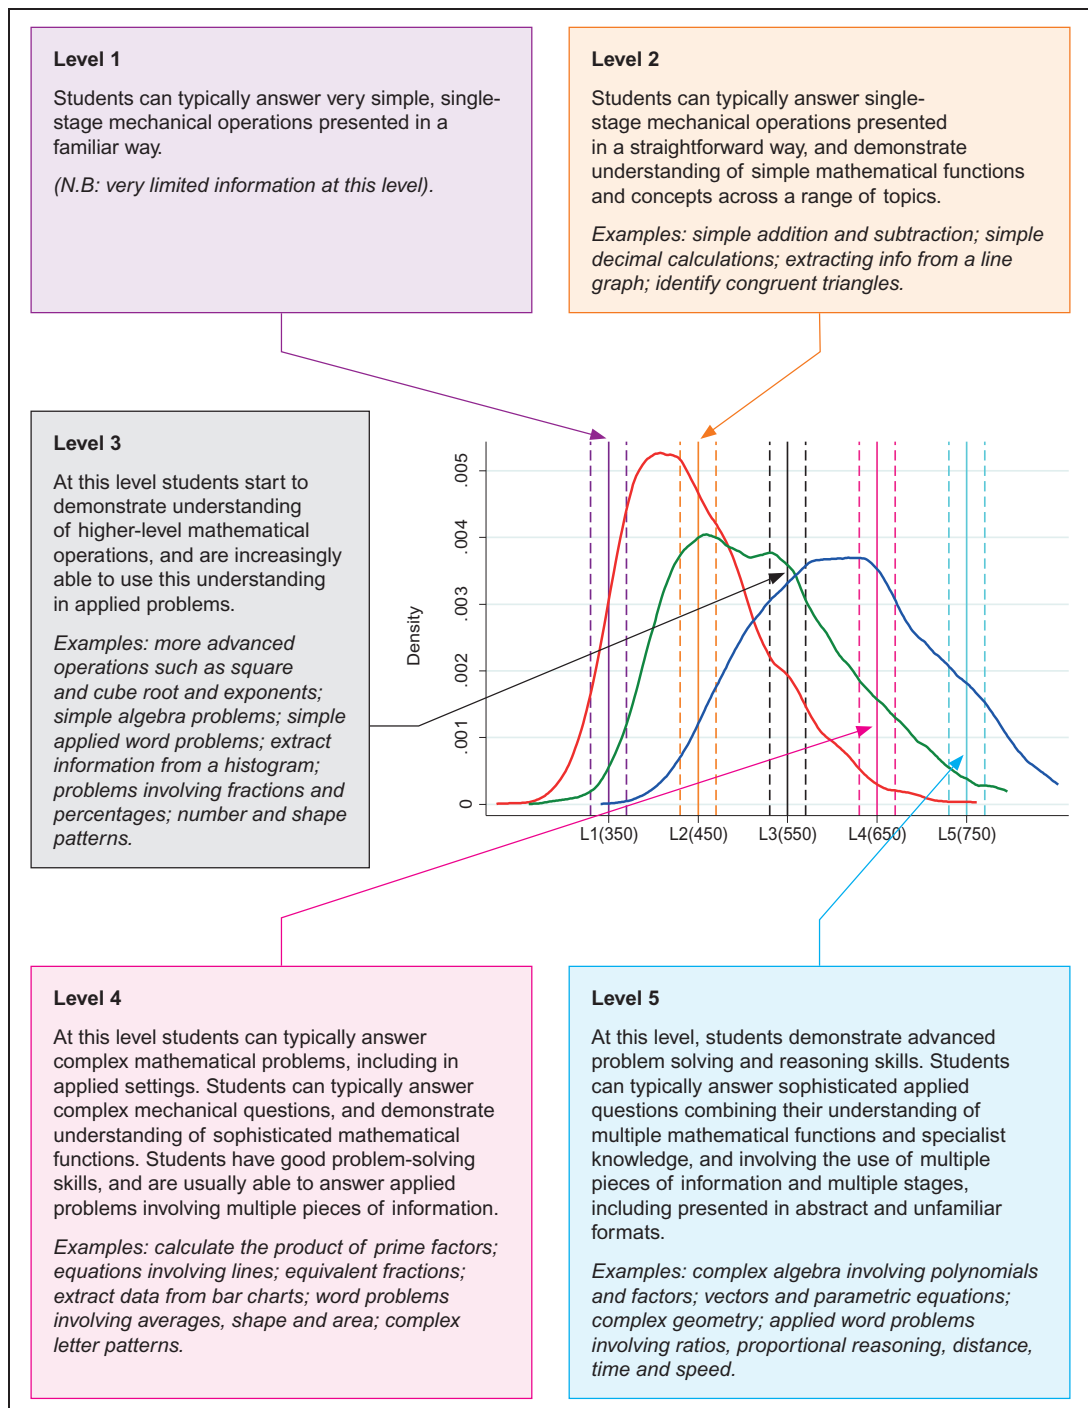 Level 1
Students can typically answer very simple, single-
stage mechanical operations presented in a
familiar way.
(N.B: very limited information at this level).
Level 2
Students can typically answer single-
stage mechanical operations presented
in a straightforward way, and demonstrate
understanding of simple mathematical functions
and concepts across a range of topics.
Examples: simple addition and subtraction; simple
decimal calculations; extracting info from a line
graph; identify congruent triangles.
Level 3
At this level students start to
demonstrate understanding
of higher-level mathematical
operations, and are increasingly
able to use this understanding
in applied problems.
Examples: more advanced
operations such as square
and cube root and exponents;
simple algebra problems; simple
applied word problems; extract
information from a histogram;
problems involving fractions and
percentages; number and shape
patterns.
Density
.005
.004
.003
.002
.001
0
L1(350)
L2(450)
L3(550)
L4(650)
L5(750)
Level 4
At this level students can typically answer
complex mathematical problems, including in
applied settings. Students can typically answer
complex mechanical questions, and demonstrate
understanding of sophisticated mathematical
functions. Students have good problem-solving
skills, and are usually able to answer applied
problems involving multiple pieces of information.
Examples: calculate the product of prime factors;
equations involving lines; equivalent fractions;
extract data from bar charts; word problems
involving averages, shape and area; complex
letter patterns.
Level 5
At this level, students demonstrate advanced
problem solving and reasoning skills. Students
can typically answer sophisticated applied
questions combining their understanding of
multiple mathematical functions and specialist
knowledge, and involving the use of multiple
pieces of information and multiple stages,
including presented in abstract and unfamiliar
formats.
Examples: complex algebra involving polynomials
and factors; vectors and parametric equations;
complex geometry; applied word problems
involving ratios, proportional reasoning, distance,
time and speed.